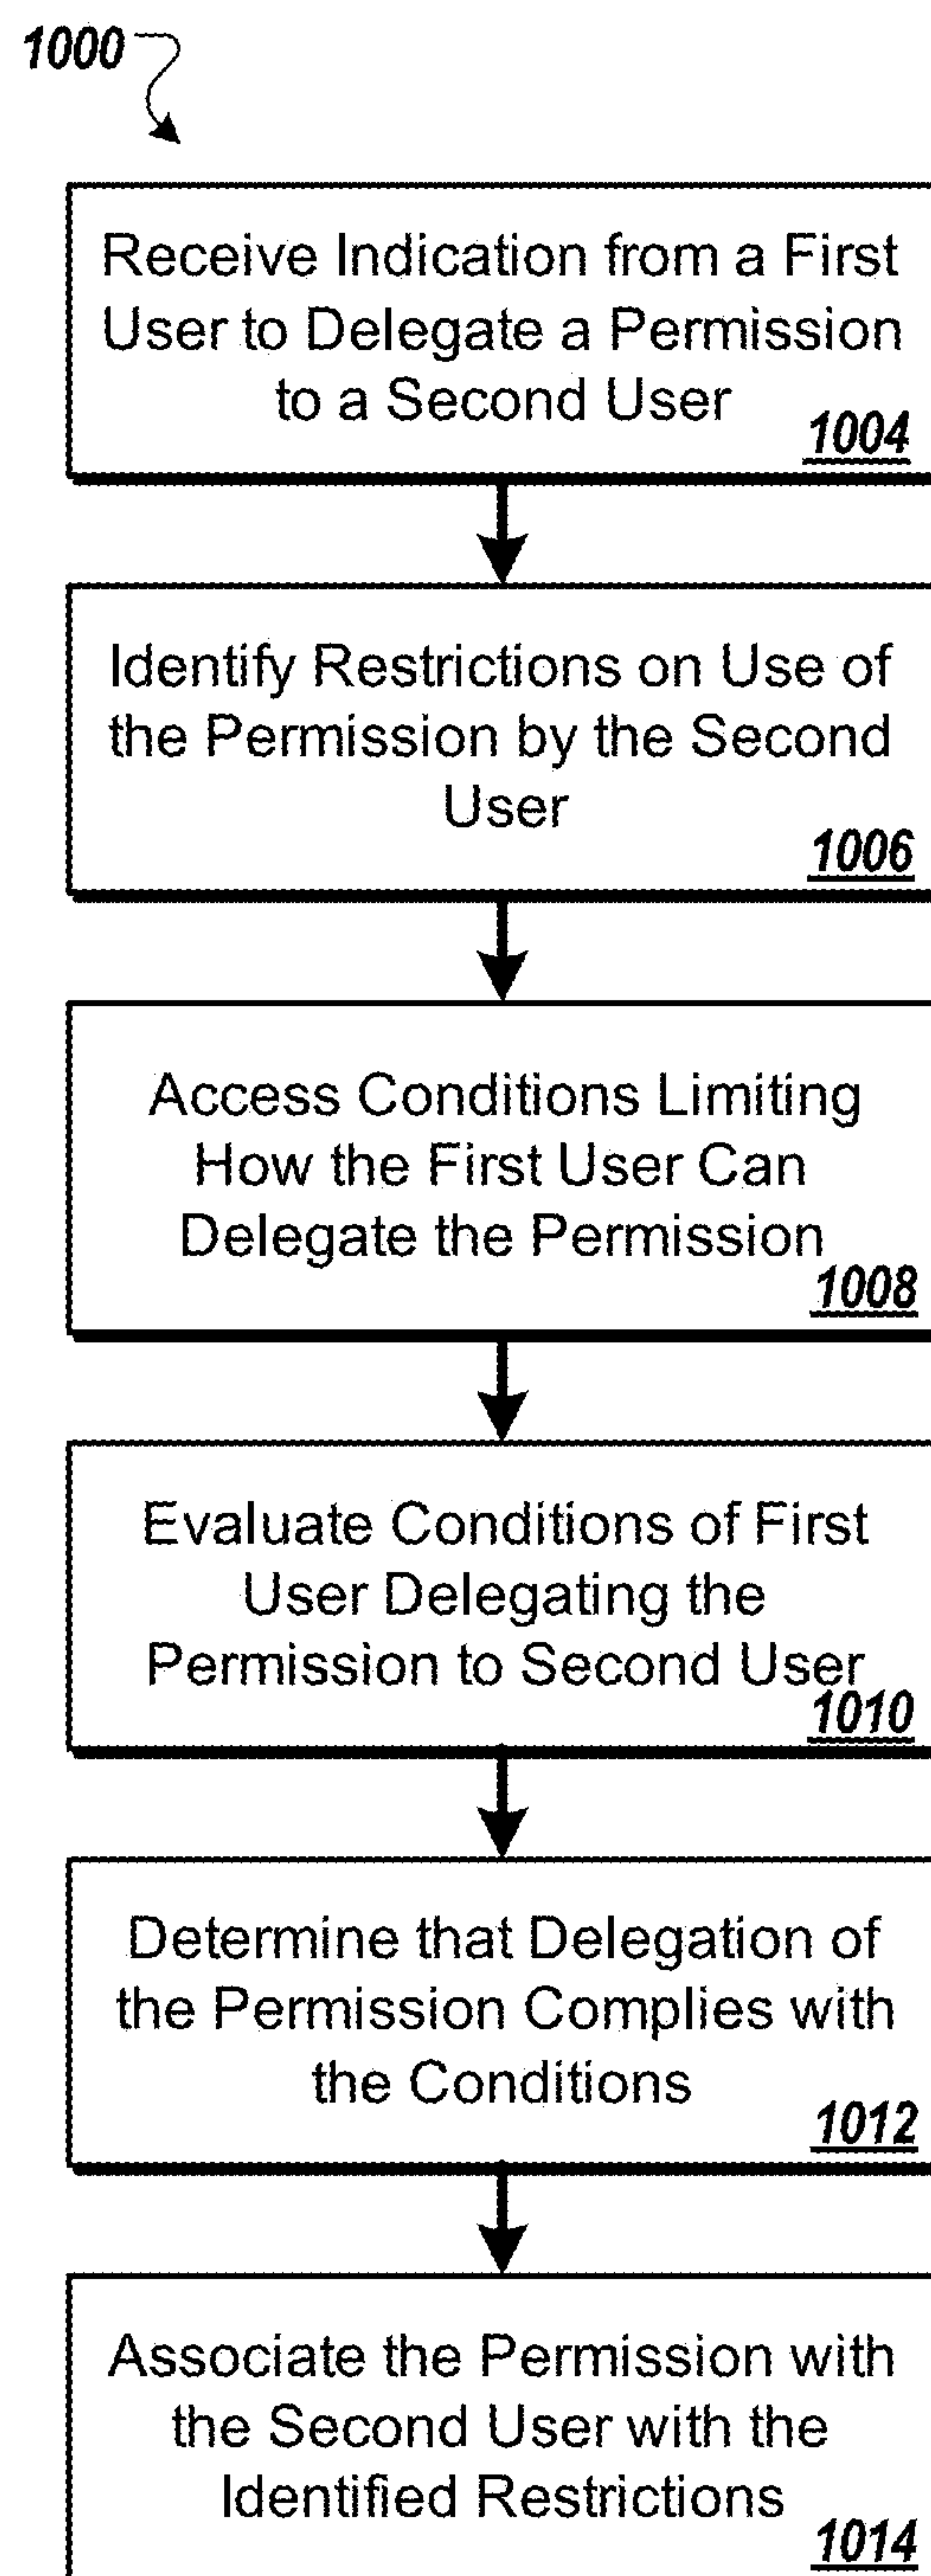 1000
Receive Indication from a First
User to Delegate a Permission
to a Second User
1004
Identify Restrictions on Use of
the Permission by the Second
User
1006
Access Conditions Limiting
How the First User Can
Delegate the Permission
1008
Evaluate Conditions of First
User Delegating the
Permission to Second User
1010
Determine that Delegation of
the Permission Complies with
the Conditions
1012
Associate the Permission with
the Second User with the
Identified Restrictions
1014